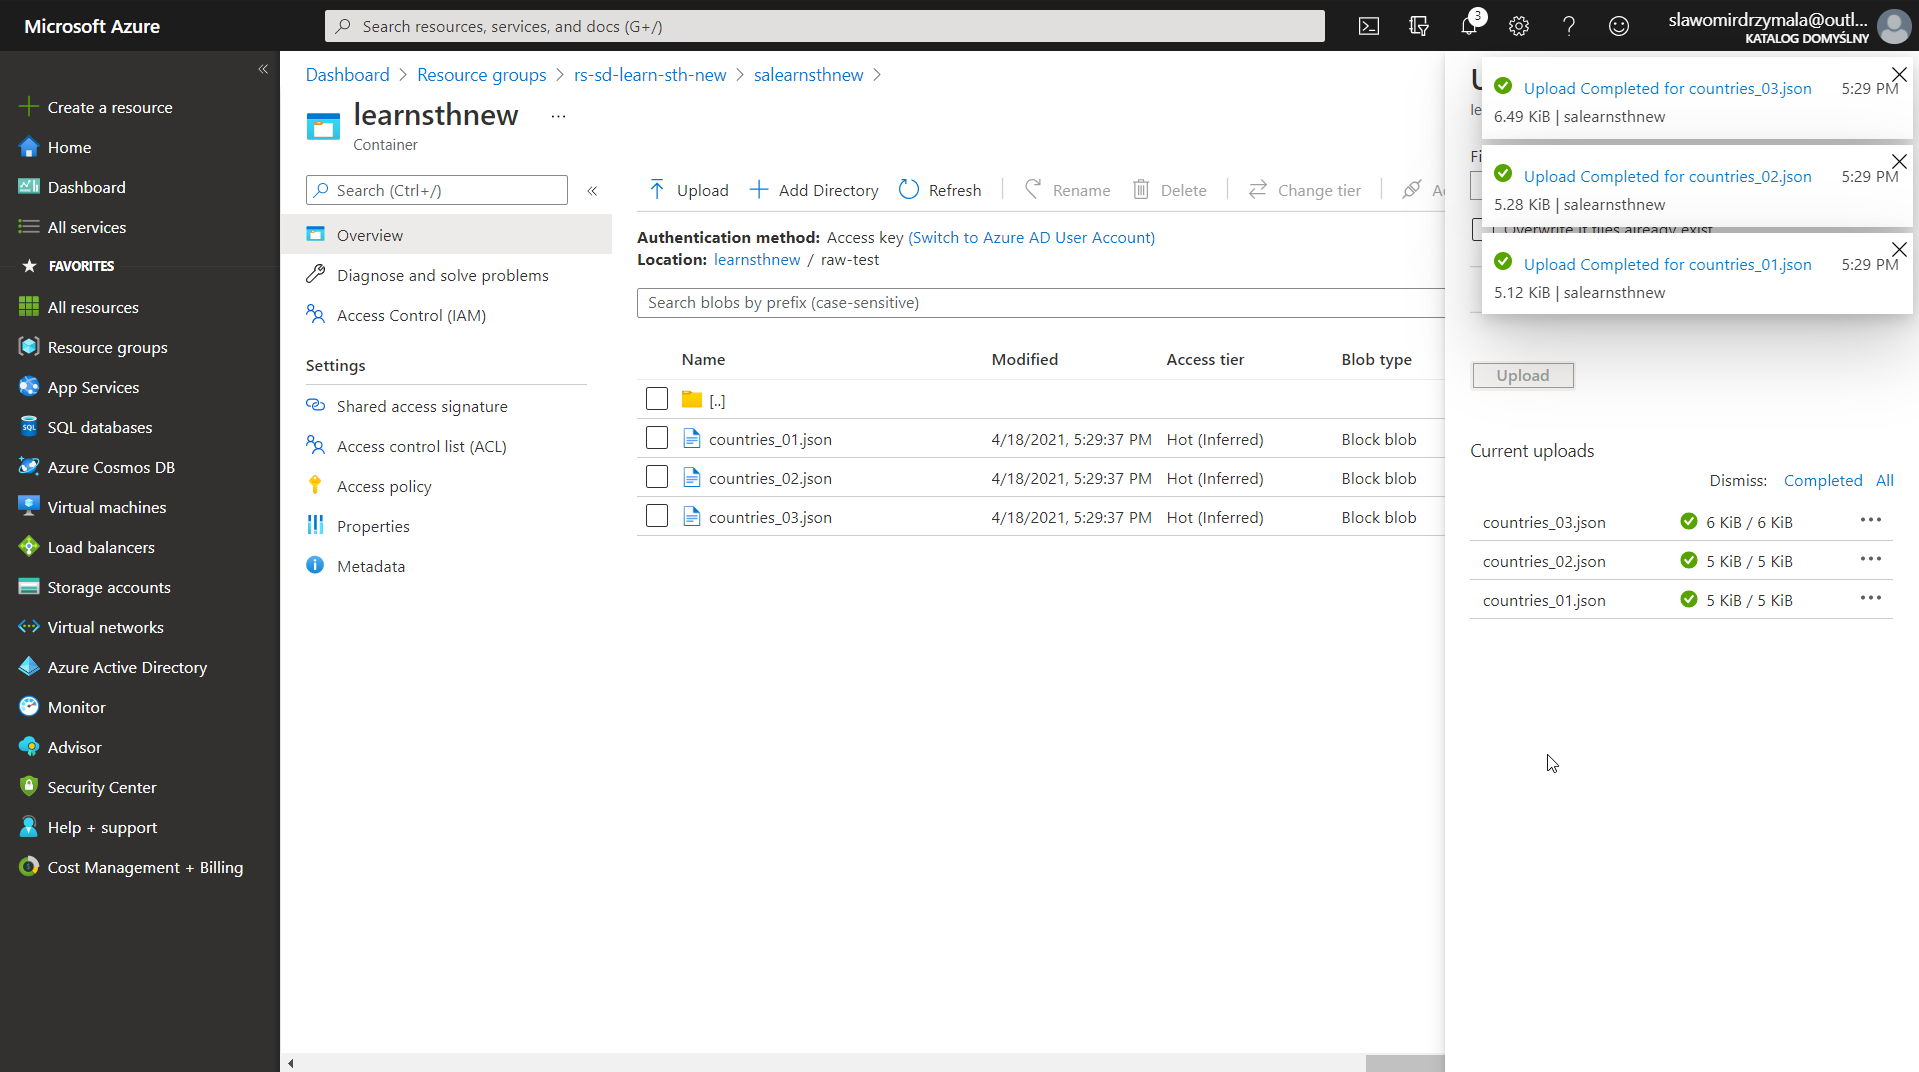 Microsoft Azure
Search resources, services, and docs (G+/)
3
slawomirdrzymala@outl...
KATALOG DOMYŚLNY
«
Create a resource
Home
Dashboard
All services
FAVORITES
All resources
Resource groups
App Services
SQL databases
Azure Cosmos DB
Virtual machines
Load balancers
Storage accounts
Virtual networks
Azure Active Directory
Monitor
Advisor
Security Center
Help + support
Cost Management + Billing
Dashboard > Resource groups > rs-sd-learn-sth-new > salearnsthnew >
learnsthnew ...
Container
Search (Ctrl+/)
«
Overview
Diagnose and solve problems
Access Control (IAM)
Settings
Shared access signature
Access control list (ACL)
Access policy
Properties
Metadata
Upload Add Directory Refresh Rename Delete Change tier
Authentication method: Access key (Switch to Azure AD User Account)
Location: learnsthnew / raw-test
Search blobs by prefix (case-sensitive)
Name Modified Access tier Blob type
[..]
countries_01.json 4/18/2021, 5:29:37 PM Hot (Inferred) Block blob
countries_02.json 4/18/2021, 5:29:37 PM Hot (Inferred) Block blob
countries_03.json 4/18/2021, 5:29:37 PM Hot (Inferred) Block blob
Upload Completed for countries_03.json 5:29 PM
6.49 KiB | salearnsthnew
Upload Completed for countries_02.json 5:29 PM
5.28 KiB | salearnsthnew
Overwrite if files already exist
Upload Completed for countries_01.json 5:29 PM
5.12 KiB | salearnsthnew
Upload
Current uploads
Dismiss: Completed All
countries_03.json 6 KiB / 6 KiB ...
countries_02.json 5 KiB / 5 KiB ...
countries_01.json 5 KiB / 5 KiB ...